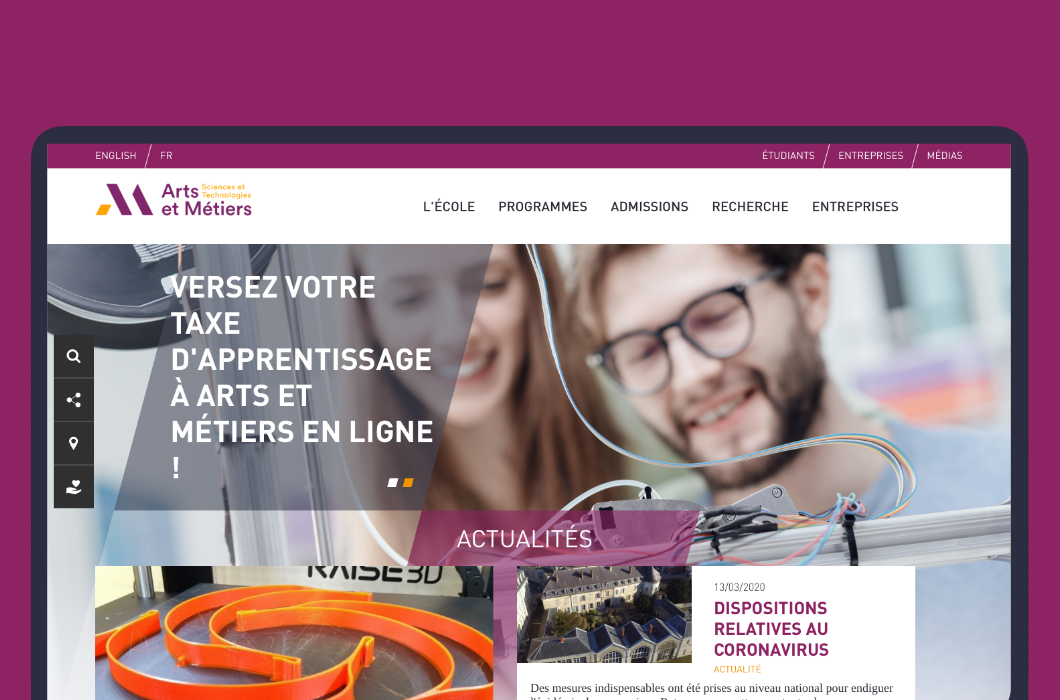 ENGLISH FR ÉTUDIANTS ENTREPRISES MÉDIAS
Arts Sciences et
Technologies
et Métiers
L'ÉCOLE PROGRAMMES ADMISSIONS RECHERCHE ENTREPRISES
VERSEZ VOTRE
TAXE
D'APPRENTISSAGE
À ARTS ET
MÉTIERS EN LIGNE
!
ACTUALITÉS
RAISE3D
13/03/2020
DISPOSITIONS
RELATIVES AU
CORONAVIRUS
ACTUALITÉ
Des mesures indispensables ont été prises au niveau national pour endiguer